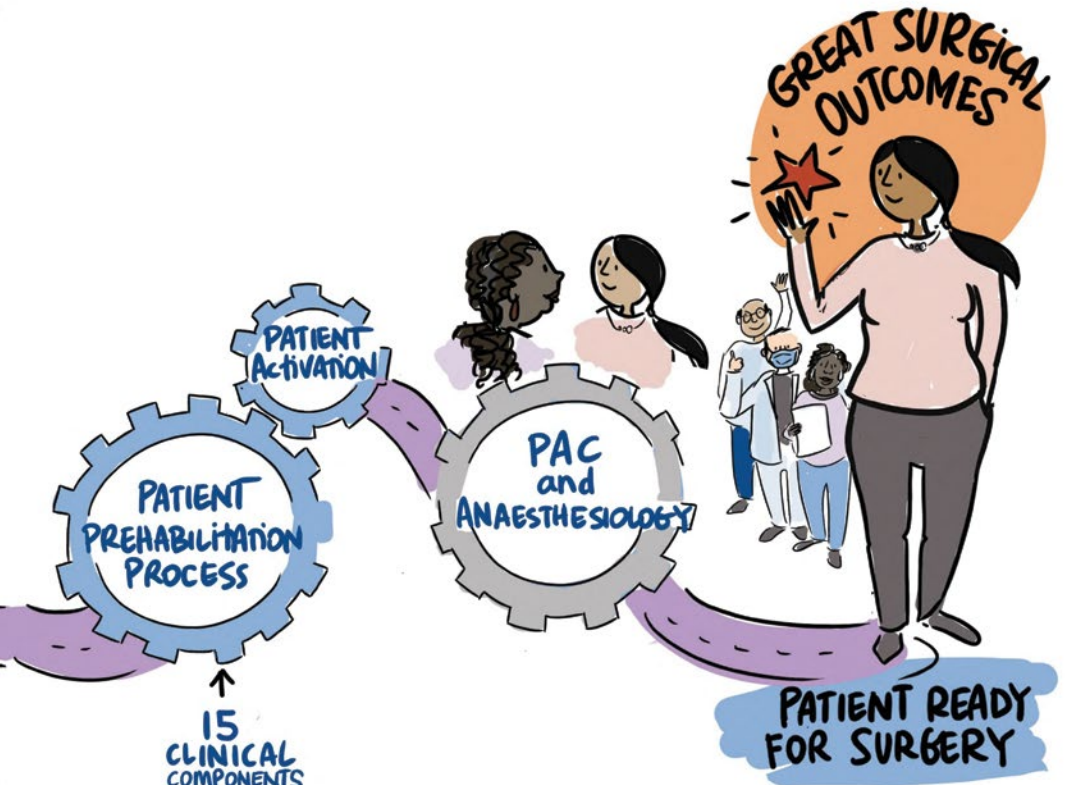 GREAT SURGICAL
OUTCOMES
PATIENT
ACTIVATION
PATIENT
PREHABILITATION
PROCESS
PAC
and
ANAESTHESIOLOGY
15
CLINICAL
COMPONENTS
PATIENT READY
FOR SURGERY